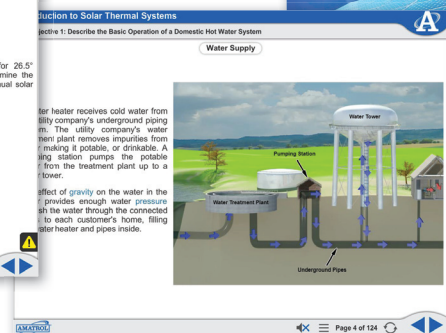 for 26.5°
mine the
nual solar
duction to Solar Thermal Systems
jective 1: Describe the Basic Operation of a Domestic Hot Water System
Water Supply
ter heater receives cold water from
tility company's underground piping
m. The utility company's water
ment plant removes impurities from
making it potable, or drinkable. A
ing station pumps the potable
from the treatment plant up to a
tower.
effect of gravity on the water in the
provides enough water pressure
sh the water through the connected
to each customer's home, filling
ater heater and pipes inside.
Water Tower
Pumping Station
Water Treatment Plant
Underground Pipes
AMATROL
Page 4 of 124
A